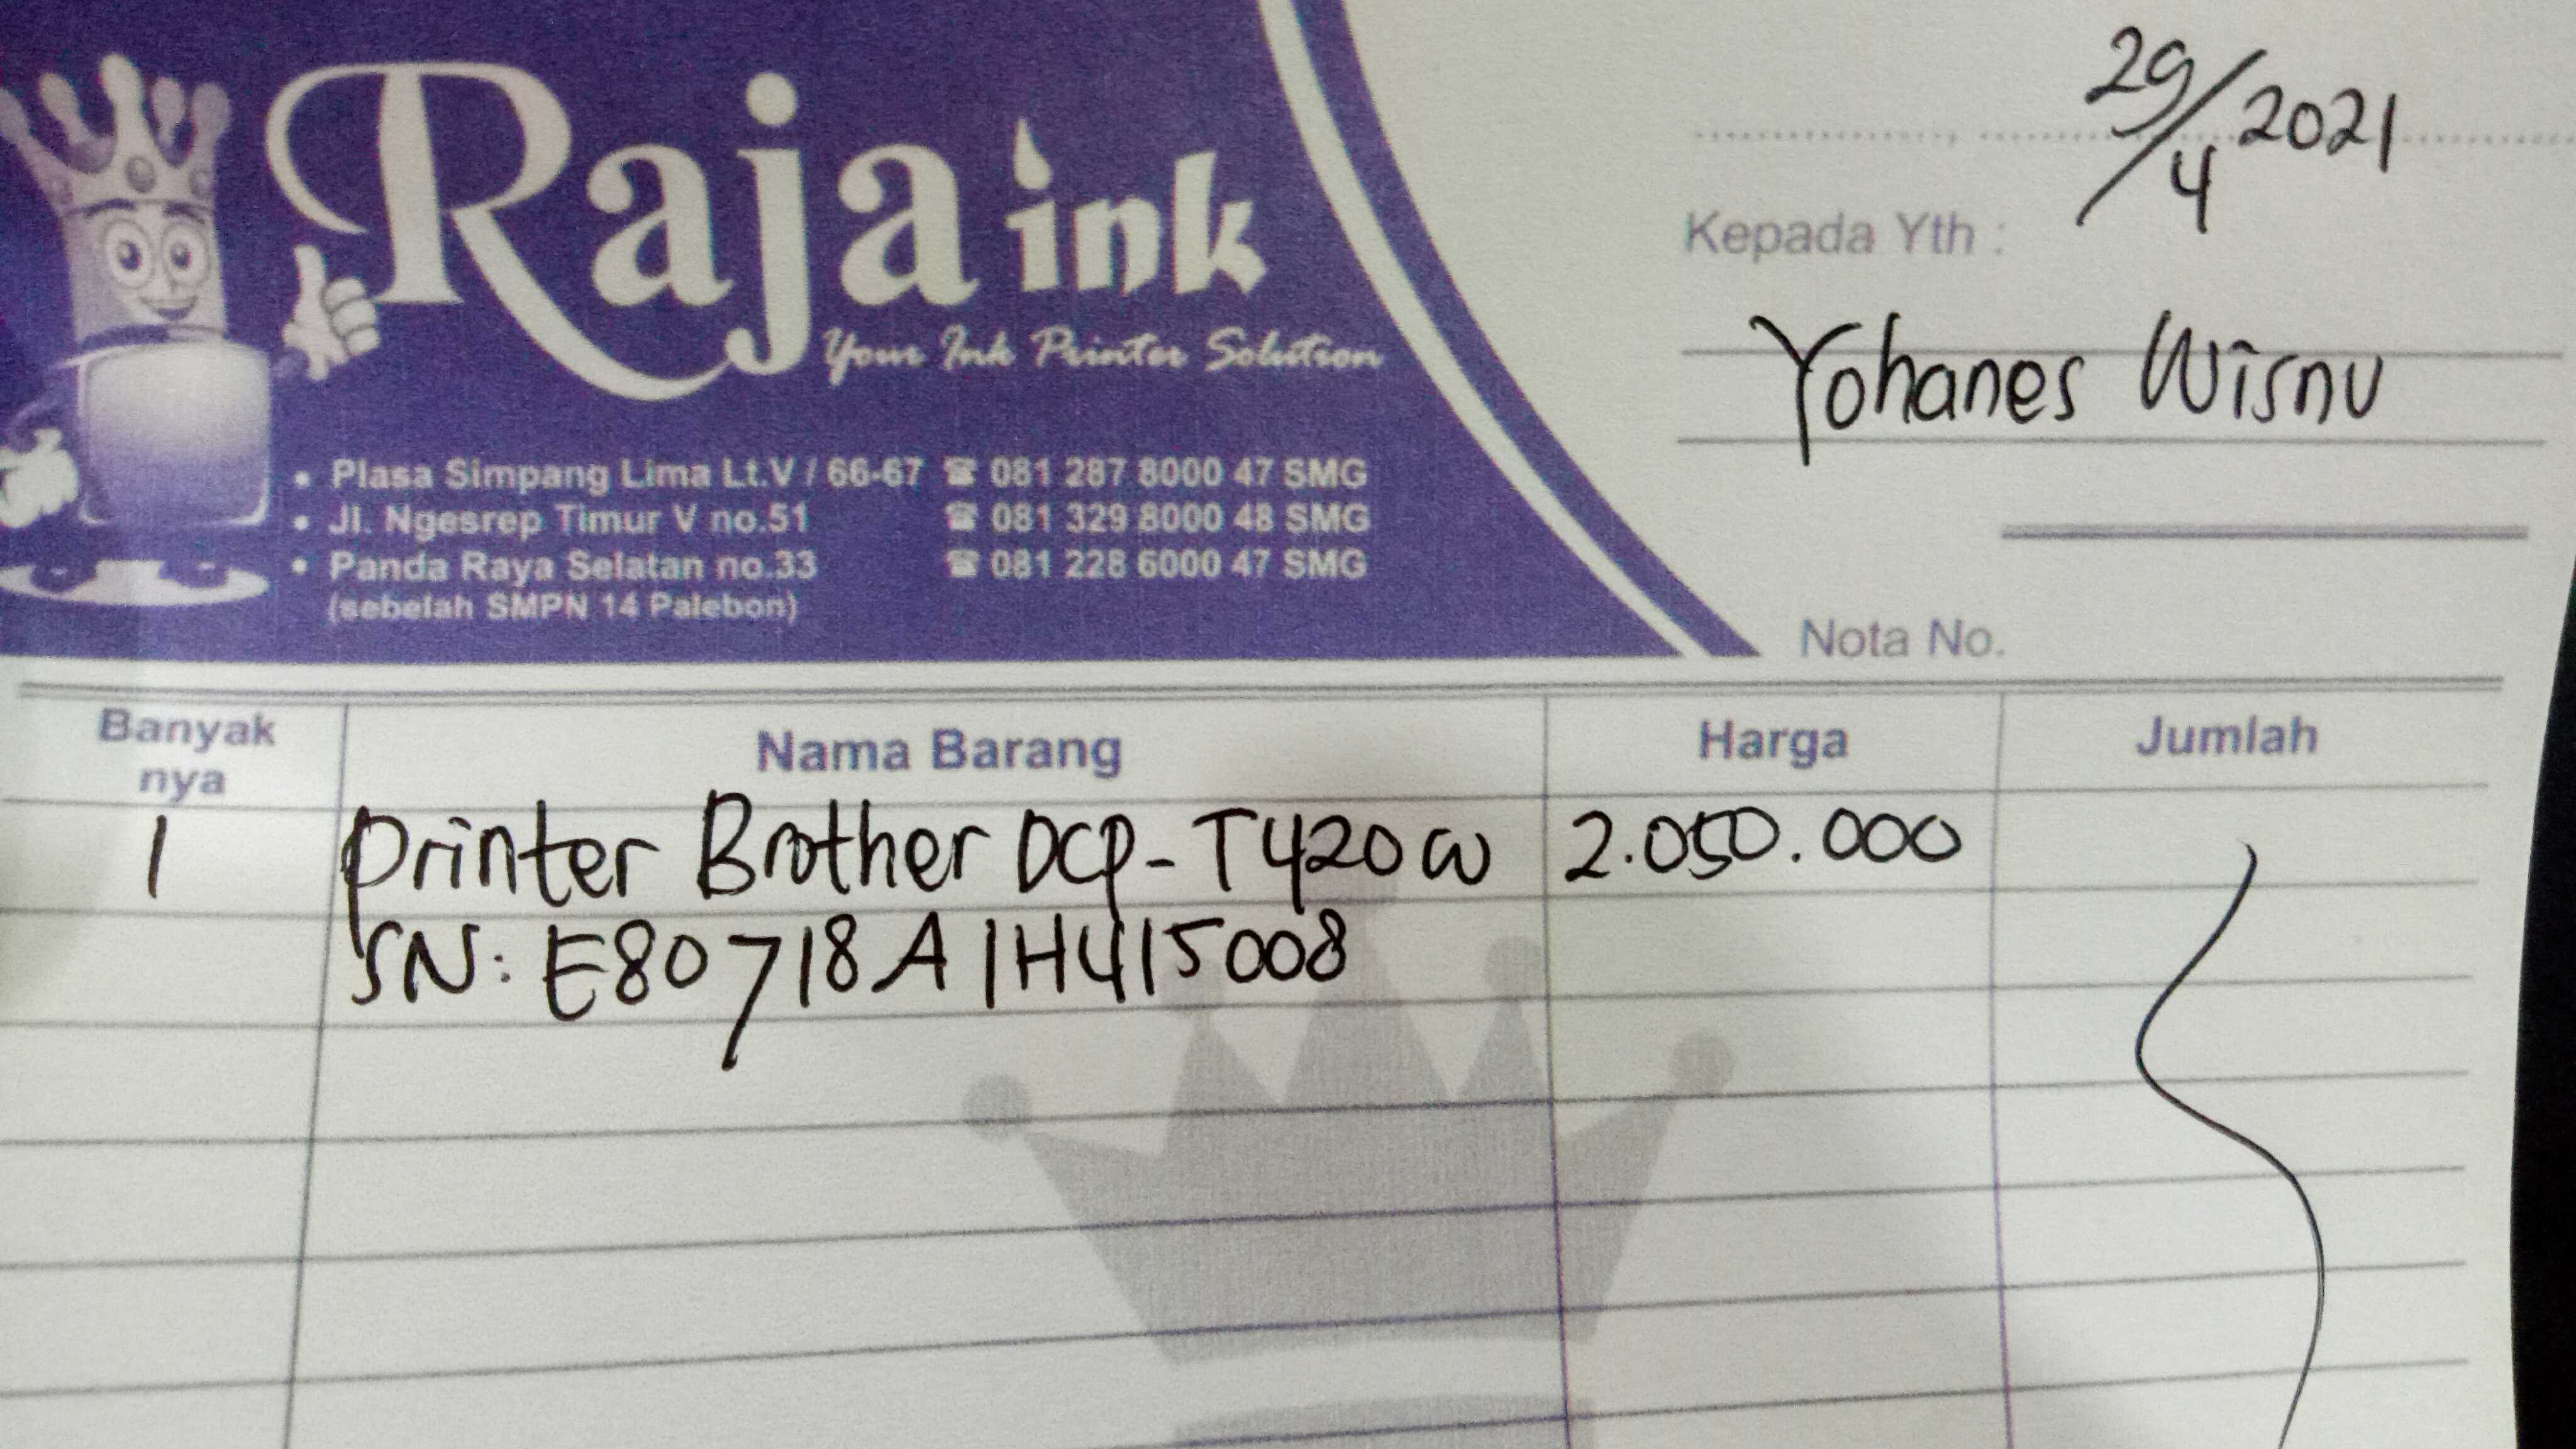 Raja ink
Your Ink Printer Solution
• Plasa Simpang Lima Lt.V / 66-67 ☎ 081 287 8000 47 SMG
• Jl. Ngesrep Timur V no.51 ☎ 081 329 8000 48 SMG
• Panda Raya Selatan no.33 ☎ 081 228 6000 47 SMG
(sebelah SMPN 14 Palebon)
29/4 2021
Kepada Yth :
Yohanes Wisnu
Nota No.
Banyak nya Nama Barang Harga Jumlah
1 Printer Brother DCP-T420W 2.050.000
SN: E80718A1H415008